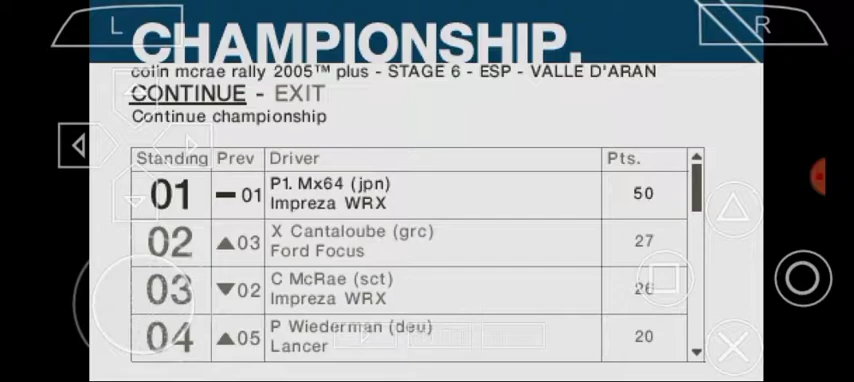 L
R
CHAMPIONSHIP.
colin mcrae rally 2005™ plus - STAGE 6 - ESP - VALLE D'ARAN
CONTINUE - EXIT
Continue championship
Standing Prev Driver Pts.
01 01 P1. Mx64 (jpn) 50
Impreza WRX
02 03 X Cantaloube (grc) 27
Ford Focus
03 02 C McRae (sct) 26
Impreza WRX
04 05 P Wiederman (deu) 20
Lancer